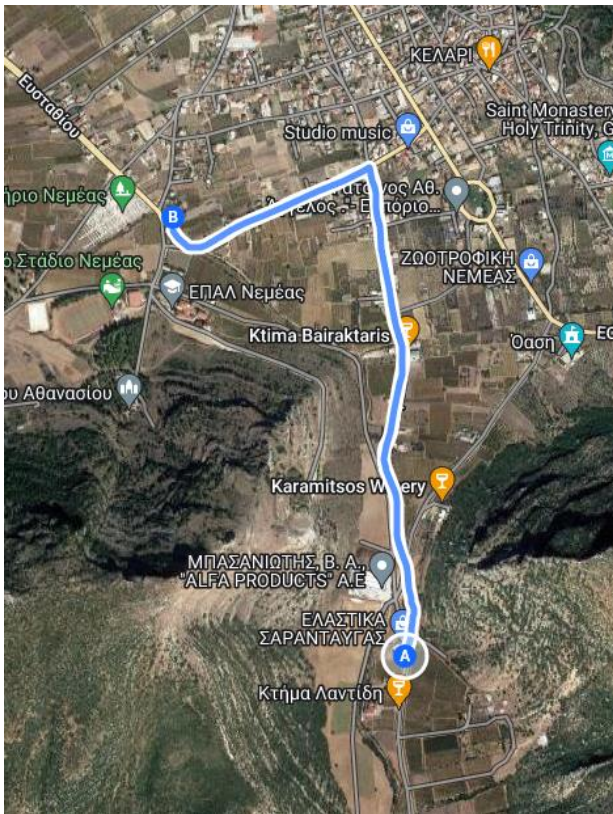 ΚΕΛΑΡΙ
Ευσταθίου
Studio music
Saint Monastery
Holy Trinity, G
ήριο Νεμέας
B
Άγγελος
ΖΩΟΤΡΟΦΙΚΗ
ΝΕΜΕΑΣ
ό Στάδιο Νεμέας
ΕΠΑΛ Νεμέας
Ktima Bairaktaris
Όαση
ου Αθανασίου
Karamitsos
ΜΠΑΣΑΝΙΩΤΗΣ, Β. Α.,
"ALFA PRODUCTS" A.E
ΕΛΑΣΤΙΚΑ
ΣΑΡΑΝΤΑΥΓΑΣ
A
Κτήμα Λαντίδη